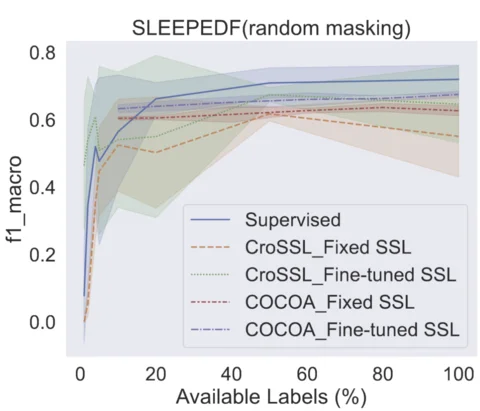 SLEEPEDF(random masking)
0.8
0.6
0.4
0.2
0.0
f1_macro
Supervised
CroSSL_Fixed SSL
CroSSL_Fine-tuned SSL
COCOA_Fixed SSL
COCOA_Fine-tuned SSL
0 20 40 60 80 100
Available Labels (%)